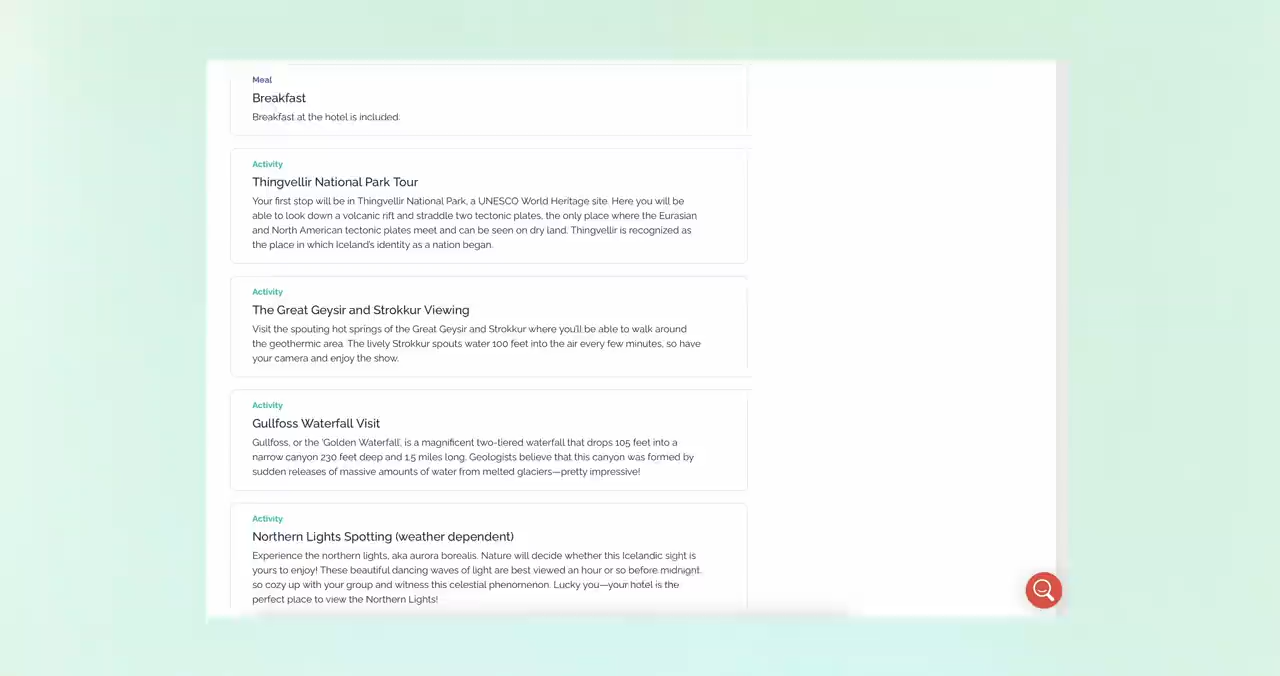 Meal
Breakfast
Breakfast at the hotel is included.
Activity
Thingvellir National Park Tour
Your first stop will be in Thingvellir National Park, a UNESCO World Heritage site. Here you will be
able to look down a volcanic rift and straddle two tectonic plates, the only place where the Eurasian
and North American tectonic plates meet and can be seen on dry land. Thingvellir is recognized as
the place in which Iceland's identity as a nation began.
Activity
The Great Geysir and Strokkur Viewing
Visit the spouting hot springs of the Great Geysir and Strokkur where you'll be able to walk around
the geothermic area. The lively Strokkur spouts water 100 feet into the air every few minutes, so have
your camera and enjoy the show.
Activity
Gullfoss Waterfall Visit
Gullfoss, or the 'Golden Waterfall', is a magnificent two-tiered waterfall that drops 105 feet into a
narrow canyon 230 feet deep and 1.5 miles long. Geologists believe that this canyon was formed by
sudden releases of massive amounts of water from melted glaciers—pretty impressive!
Activity
Northern Lights Spotting (weather dependent)
Experience the northern lights, aka aurora borealis. Nature will decide whether this Icelandic sight is
yours to enjoy! These beautiful dancing waves of light are best viewed an hour or so before midnight,
so cozy up with your group and witness this celestial phenomenon. Lucky you—your hotel is the
perfect place to view the Northern Lights!